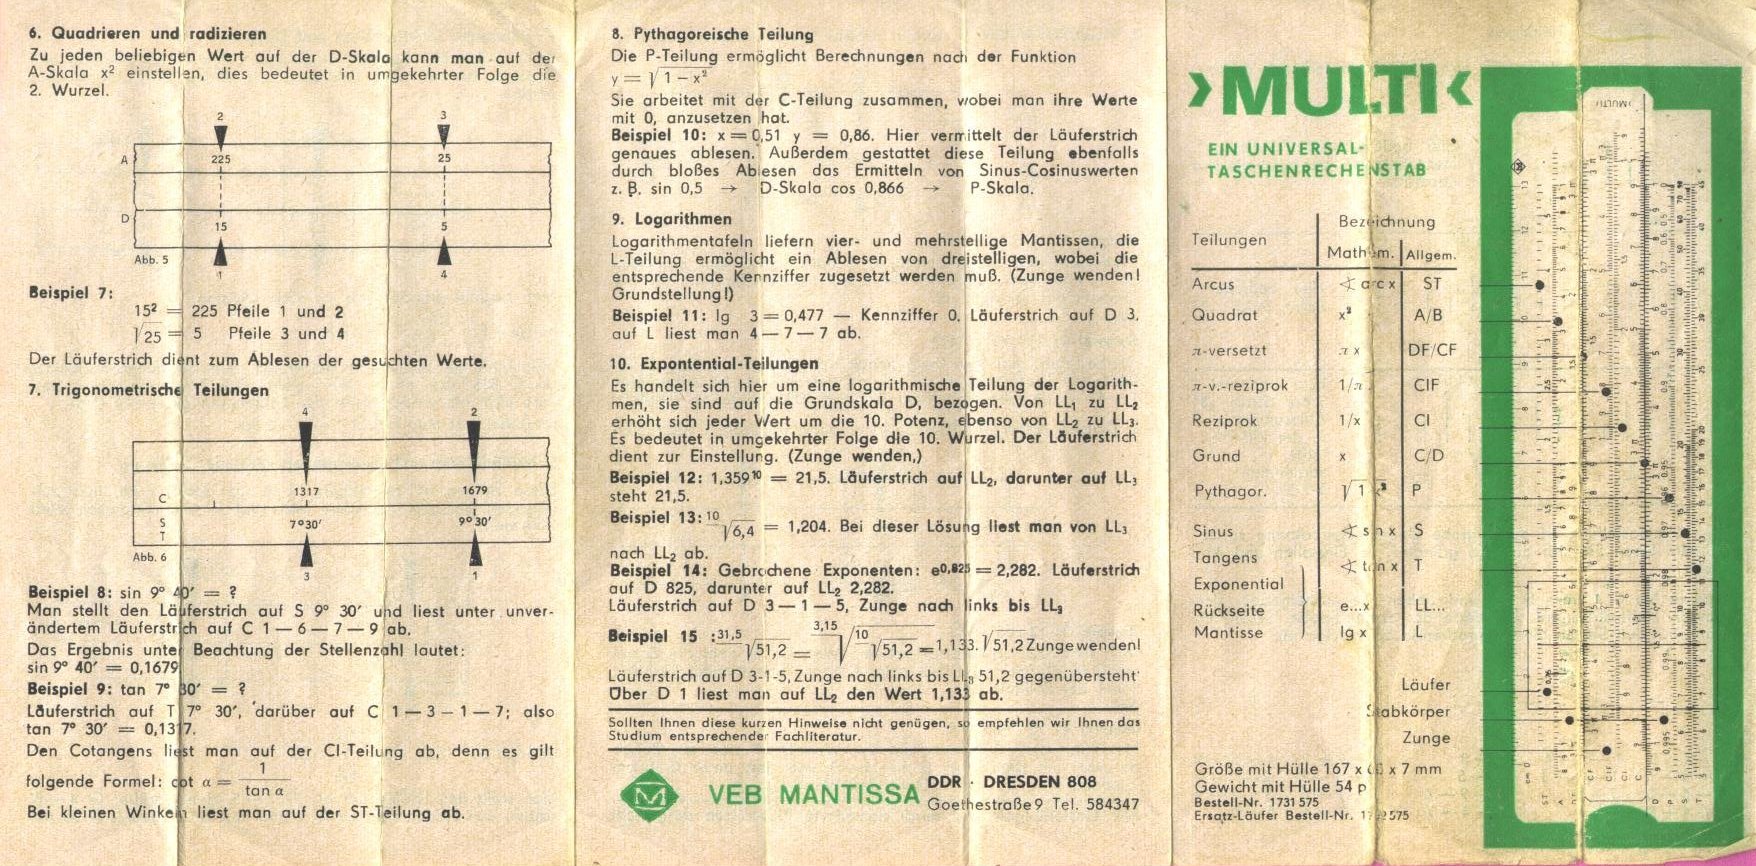 6. Quadrieren und radizieren
Zu jeden beliebigen Wert auf der D-Skala kann man auf der
A-Skala x² einstellen, dies bedeutet in umgekehrter Folge die
2. Wurzel.
2 3
A 225 25
D 15 5
Abb. 5 1 4
Beispiel 7:
15² = 225 Pfeile 1 und 2
√25 = 5 Pfeile 3 und 4
Der Läuferstrich dient zum Ablesen der gesuchten Werte.
7. Trigonometrische Teilungen
4 2
C 1317 1679
S 7°30′ 9°30′
T
Abb. 6 3 1
Beispiel 8: sin 9° 40′ = ?
Man stellt den Läuferstrich auf S 9° 30′ und liest unter unver-
ändertem Läuferstrich auf C 1 — 6 — 7 — 9 ab.
Das Ergebnis unter Beachtung der Stellenzahl lautet:
sin 9° 40′ = 0,1679
Beispiel 9: tan 7° 30′ = ?
Läuferstrich auf T 7° 30′, darüber auf C 1 — 3 — 1 — 7; also
tan 7° 30′ = 0,1317.
Den Cotangens liest man auf der CI-Teilung ab, denn es gilt
folgende Formel: cot α = 1 / tan α
Bei kleinen Winkeln liest man auf der ST-Teilung ab.
8. Pythagoreische Teilung
Die P-Teilung ermöglicht Berechnungen nach der Funktion
y = √1 − x²
Sie arbeitet mit der C-Teilung zusammen, wobei man ihre Werte
mit 0, anzusetzen hat.
Beispiel 10: x = 0,51 y = 0,86. Hier vermittelt der Läuferstrich
genaues ablesen. Außerdem gestattet diese Teilung ebenfalls
durch bloßes Ablesen das Ermitteln von Sinus-Cosinuswerten
z. B. sin 0,5 → D-Skala cos 0,866 → P-Skala.
9. Logarithmen
Logarithmentafeln liefern vier- und mehrstellige Mantissen, die
L-Teilung ermöglicht ein Ablesen von dreistelligen, wobei die
entsprechende Kennziffer zugesetzt werden muß. (Zunge wenden!
Grundstellung!)
Beispiel 11: lg 3 = 0,477 — Kennziffer 0. Läuferstrich auf D 3,
auf L liest man 4 — 7 — 7 ab.
10. Expontential-Teilungen
Es handelt sich hier um eine logarithmische Teilung der Logarith-
men, sie sind auf die Grundskala D, bezogen. Von LL₁ zu LL₂
erhöht sich jeder Wert um die 10. Potenz, ebenso von LL₂ zu LL₃.
Es bedeutet in umgekehrter Folge die 10. Wurzel. Der Läuferstrich
dient zur Einstellung. (Zunge wenden,)
Beispiel 12: 1,359¹⁰ = 21,5. Läuferstrich auf LL₂, darunter auf LL₃
steht 21,5.
Beispiel 13: ¹⁰√6,4 = 1,204. Bei dieser Lösung liest man von LL₃
nach LL₂ ab.
Beispiel 14: Gebrochene Exponenten: e⁰·⁸²⁵ = 2,282. Läuferstrich
auf D 825, darunter auf LL₂ 2,282.
Läuferstrich auf D 3 — 1 — 5, Zunge nach links bis LL₃
Beispiel 15 : 31,5√51,2 = 3,15√10√51,2 = 1,133. √51,2 Zunge wenden!
Läuferstrich auf D 3-1-5, Zunge nach links bis LL₃ 51,2 gegenübersteht
Über D 1 liest man auf LL₂ den Wert 1,133 ab.
Sollten Ihnen diese kurzen Hinweise nicht genügen, so empfehlen wir Ihnen das
Studium entsprechender Fachliteratur.
M
VEB MANTISSA
DDR · DRESDEN 808
Goethestraße 9 Tel. 584347
›MULTI‹
EIN UNIVERSAL-
TASCHENRECHENSTAB
Teilungen Bezeichnung
Mathem. Allgem.
Arcus ∢ arc x ST
Quadrat x² A/B
π-versetzt π x DF/CF
π-v.-reziprok 1/π CIF
Reziprok 1/x CI
Grund x C/D
Pythagor. √1 x² P
Sinus ∢ sin x S
Tangens ∢ tan x T
Exponential
Rückseite e...x LL...
Mantisse lg x L
Läufer
Stabkörper
Zunge
Größe mit Hülle 167 x x 7 mm
Gewicht mit Hülle 54 p
Bestell-Nr. 1731 575
Ersatz-Läufer Bestell-Nr. 575